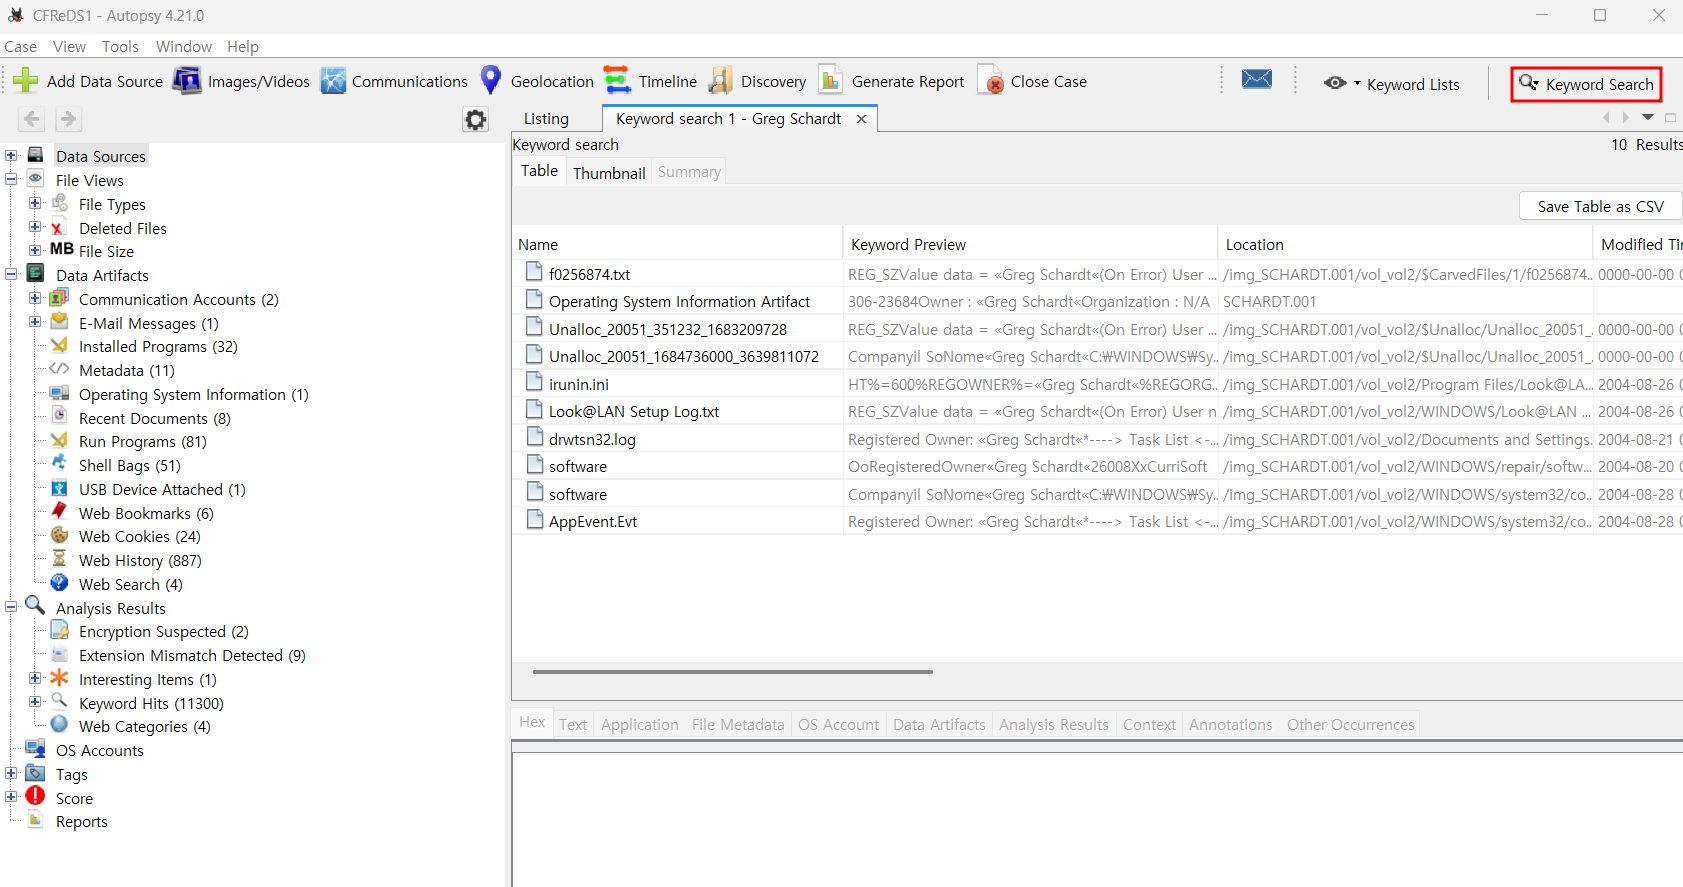 CFReDS1 - Autopsy 4.21.0
Case View Tools Window Help
Add Data Source Images/Videos Communications Geolocation Timeline Discovery Generate Report Close Case Keyword Lists Keyword Search
Listing Keyword search 1 - Greg Schardt
Keyword search 10 Results
Table Thumbnail Summary
Save Table as CSV
Name Keyword Preview Location Modified Ti
f0256874.txt REG_SZValue data = «Greg Schardt«(On Error) User ... /img_SCHARDT.001/vol_vol2/$CarvedFiles/1/f0256874... 0000-00-00 0
Operating System Information Artifact 306-23684Owner : «Greg Schardt«Organization : N/A SCHARDT.001
Unalloc_20051_351232_1683209728 REG_SZValue data = «Greg Schardt«(On Error) User ... /img_SCHARDT.001/vol_vol2/$Unalloc/Unalloc_20051_... 0000-00-00 0
Unalloc_20051_1684736000_3639811072 Companyil SoNome«Greg Schardt«C:₩WINDOWS₩Sy... /img_SCHARDT.001/vol_vol2/$Unalloc/Unalloc_20051_... 0000-00-00 0
irunin.ini HT%=600%REGOWNER%=«Greg Schardt«%REGORG... /img_SCHARDT.001/vol_vol2/Program Files/Look@LA... 2004-08-26 0
Look@LAN Setup Log.txt REG_SZValue data = «Greg Schardt«(On Error) User n /img_SCHARDT.001/vol_vol2/WINDOWS/Look@LAN ... 2004-08-26 0
drwtsn32.log Registered Owner: «Greg Schardt«*----> Task List <-... /img_SCHARDT.001/vol_vol2/Documents and Settings... 2004-08-21 0
software OoRegisteredOwner«Greg Schardt«26008XxCurriSoft /img_SCHARDT.001/vol_vol2/WINDOWS/repair/softw... 2004-08-20 0
software Companyil SoNome«Greg Schardt«C:₩WINDOWS₩Sy... /img_SCHARDT.001/vol_vol2/WINDOWS/system32/co... 2004-08-28 0
AppEvent.Evt Registered Owner: «Greg Schardt«*----> Task List <-... /img_SCHARDT.001/vol_vol2/WINDOWS/system32/co... 2004-08-28 0
Data Sources
File Views
File Types
Deleted Files
MB File Size
Data Artifacts
Communication Accounts (2)
E-Mail Messages (1)
Installed Programs (32)
Metadata (11)
Operating System Information (1)
Recent Documents (8)
Run Programs (81)
Shell Bags (51)
USB Device Attached (1)
Web Bookmarks (6)
Web Cookies (24)
Web History (887)
Web Search (4)
Analysis Results
Encryption Suspected (2)
Extension Mismatch Detected (9)
Interesting Items (1)
Keyword Hits (11300)
Web Categories (4)
OS Accounts
Tags
Score
Reports
Hex Text Application File Metadata OS Account Data Artifacts Analysis Results Context Annotations Other Occurrences